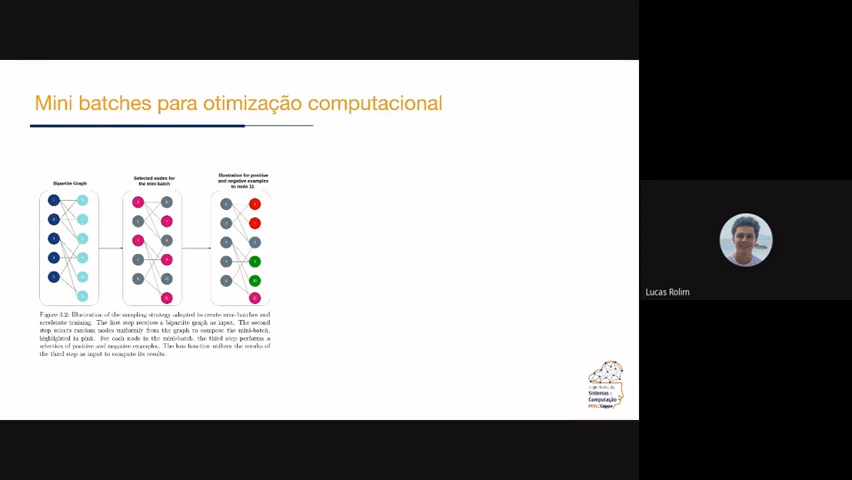 Mini batches para otimização computacional
Bipartite Graph
Selected nodes for
the mini batch
Illustration for positive
and negative examples
to node 11
Figure 3.2: Illustration of the sampling strategy adopted to create mini-batches and
accelerate training. The first step receives a bipartite graph as input. The second
step selects random nodes uniformly from the graph to compose the mini-batch,
highlighted in pink. For each node in the mini-batch, the third step performs a
selection of positive and negative examples. The loss function utilizes the results of
the third step as input to compute its results.
Lucas Rolim
Sistemas e
Computação